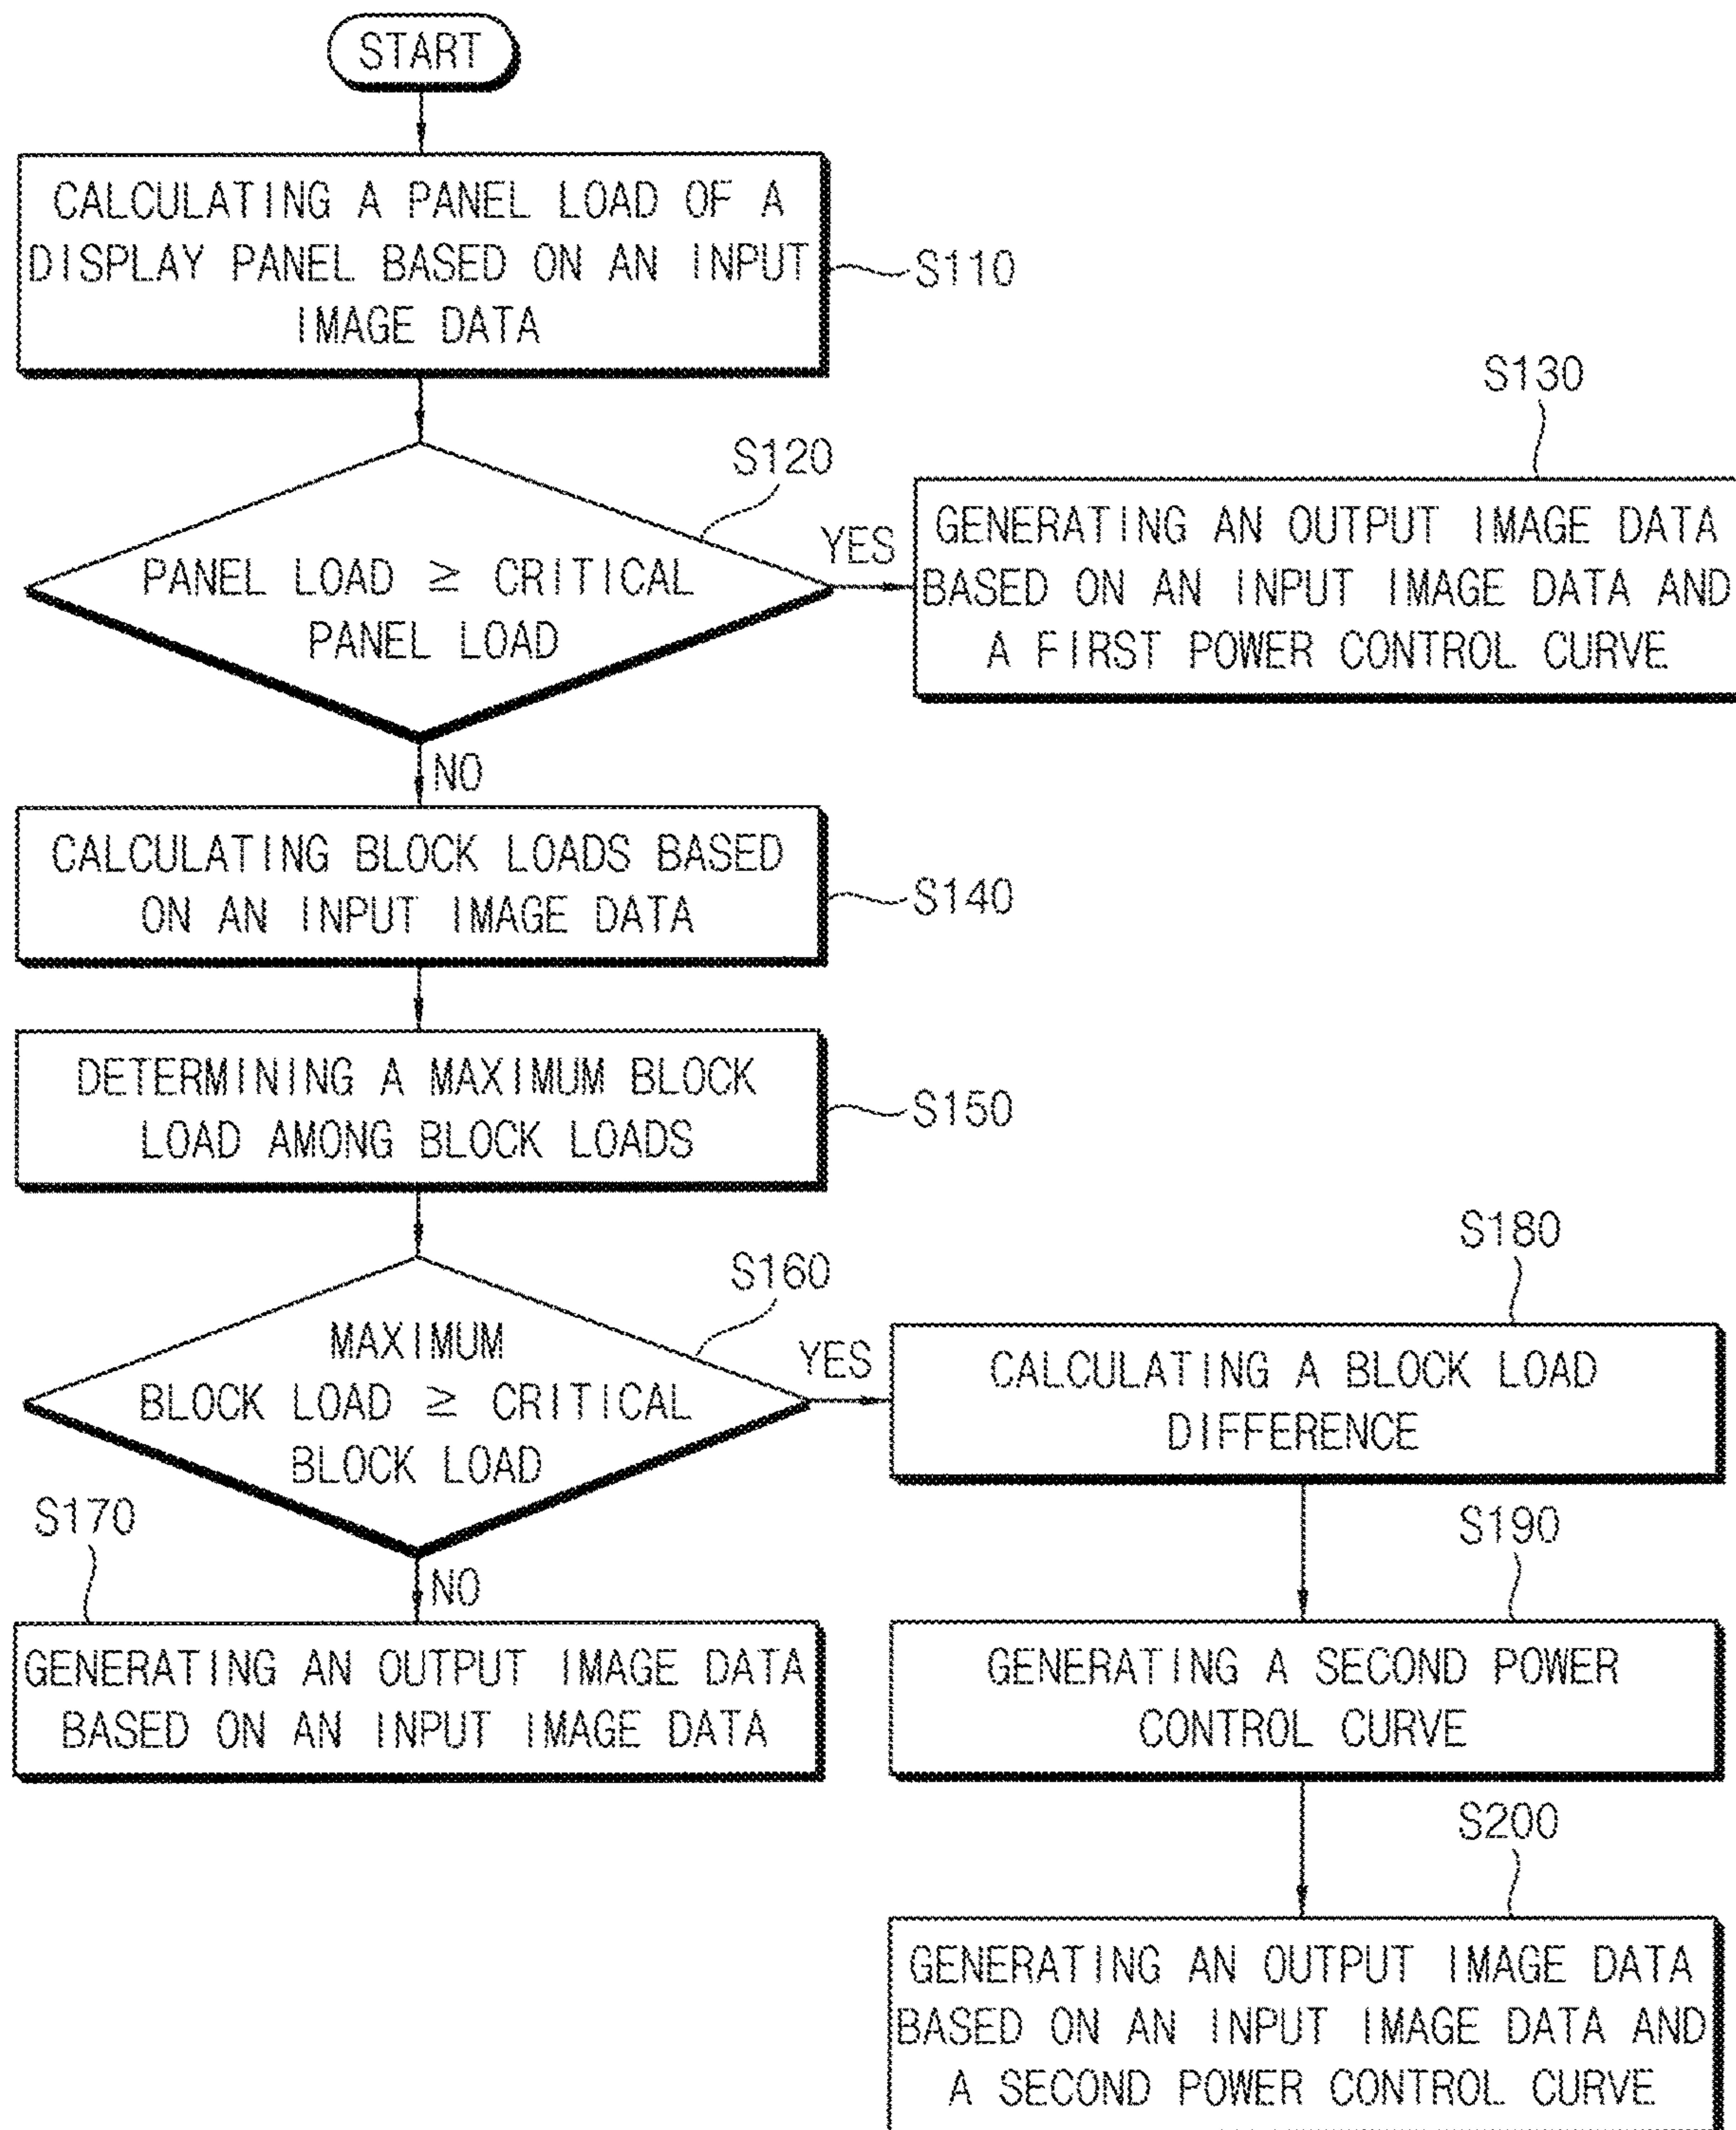 START
CALCULATING A PANEL LOAD OF A
DISPLAY PANEL BASED ON AN INPUT
IMAGE DATA
S110
S120
PANEL LOAD ≥ CRITICAL
PANEL LOAD
YES
S130
GENERATING AN OUTPUT IMAGE DATA
BASED ON AN INPUT IMAGE DATA AND
A FIRST POWER CONTROL CURVE
NO
CALCULATING BLOCK LOADS BASED
ON AN INPUT IMAGE DATA
S140
DETERMINING A MAXIMUM BLOCK
LOAD AMONG BLOCK LOADS
S150
S160
MAXIMUM
BLOCK LOAD ≥ CRITICAL
BLOCK LOAD
YES
S180
CALCULATING A BLOCK LOAD
DIFFERENCE
S170
NO
GENERATING AN OUTPUT IMAGE DATA
BASED ON AN INPUT IMAGE DATA
S190
GENERATING A SECOND POWER
CONTROL CURVE
S200
GENERATING AN OUTPUT IMAGE DATA
BASED ON AN INPUT IMAGE DATA AND
A SECOND POWER CONTROL CURVE